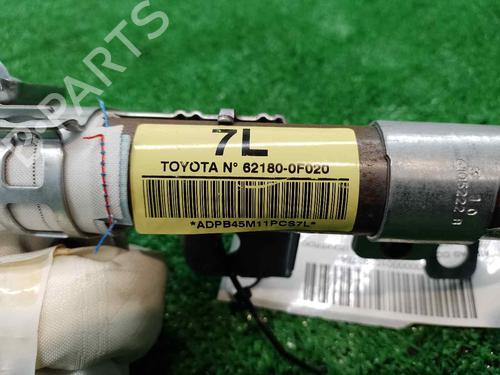 7L
TOYOTA N° 62180-0F020
*ADPB45M11PCS7L*
B-PARTS